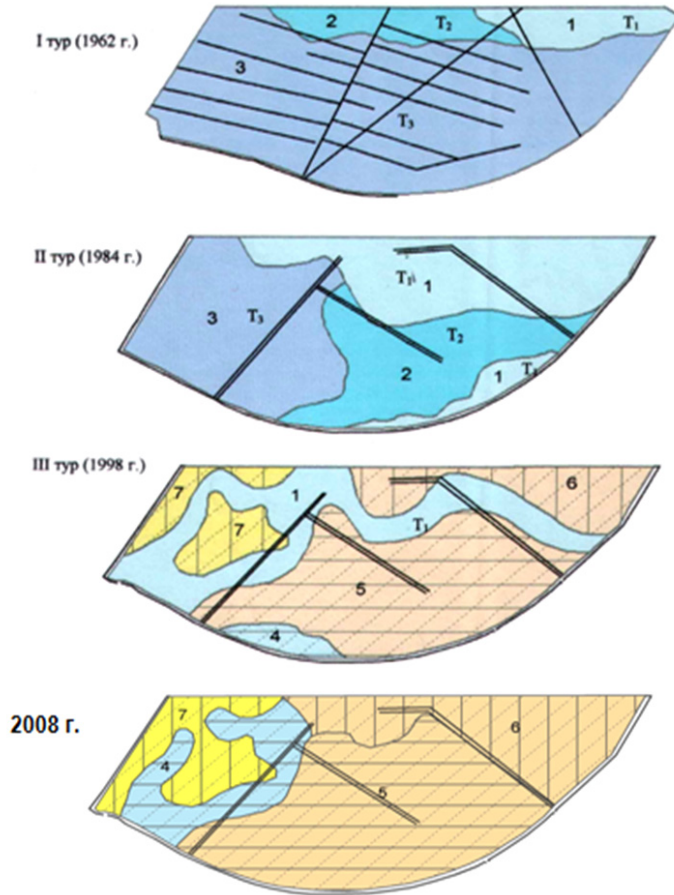 2 T₂ 1 T₁
I тур (1962 г.)
3
T₃
II тур (1984 г.)
T₁ 1
3 T₃
T₂
2 1
III тур (1998 г.)
7 1 6
7 T₁
5
4
2008 г.
7 6
4
5